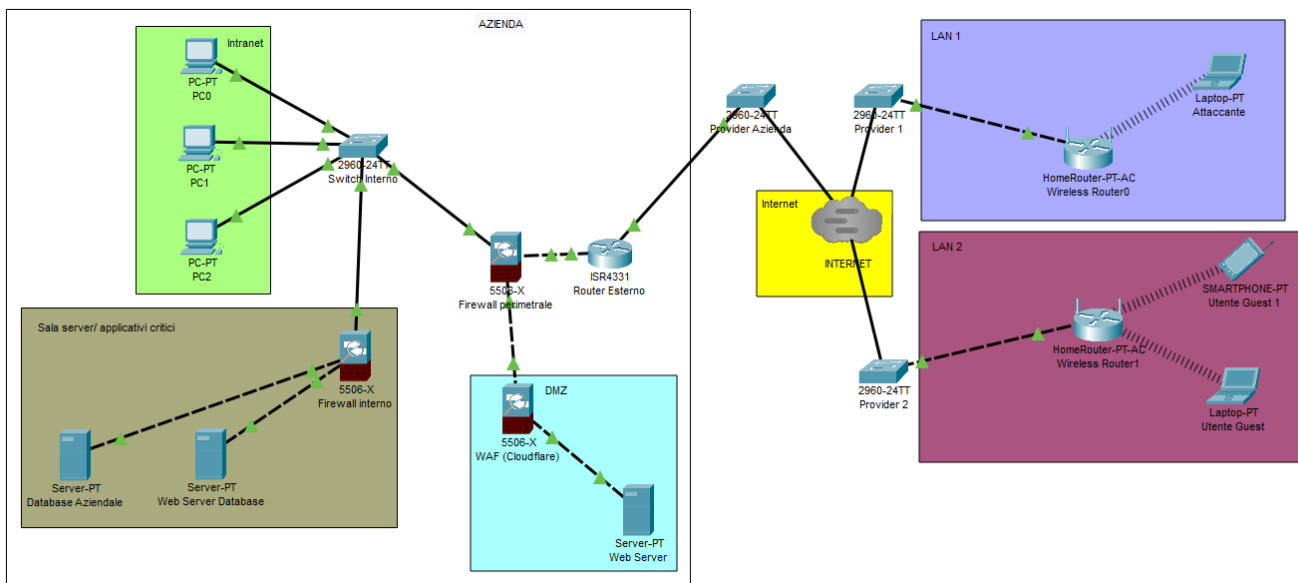 AZIENDA
Intranet
PC-PT
PC0
PC-PT
PC1
PC-PT
PC2
2960-24TT
Switch Interno
Sala server/ applicativi critici
5506-X
Firewall interno
Server-PT
Database Aziendale
Server-PT
Web Server Database
5506-X
Firewall perimetrale
ISR4331
Router Esterno
DMZ
5506-X
WAF (Cloudflare)
Server-PT
Web Server
2960-24TT
Provider Azienda
2960-24TT
Provider 1
Internet
INTERNET
2960-24TT
Provider 2
LAN 1
Laptop-PT
Attaccante
HomeRouter-PT-AC
Wireless Router0
LAN 2
SMARTPHONE-PT
Utente Guest 1
HomeRouter-PT-AC
Wireless Router1
Laptop-PT
Utente Guest